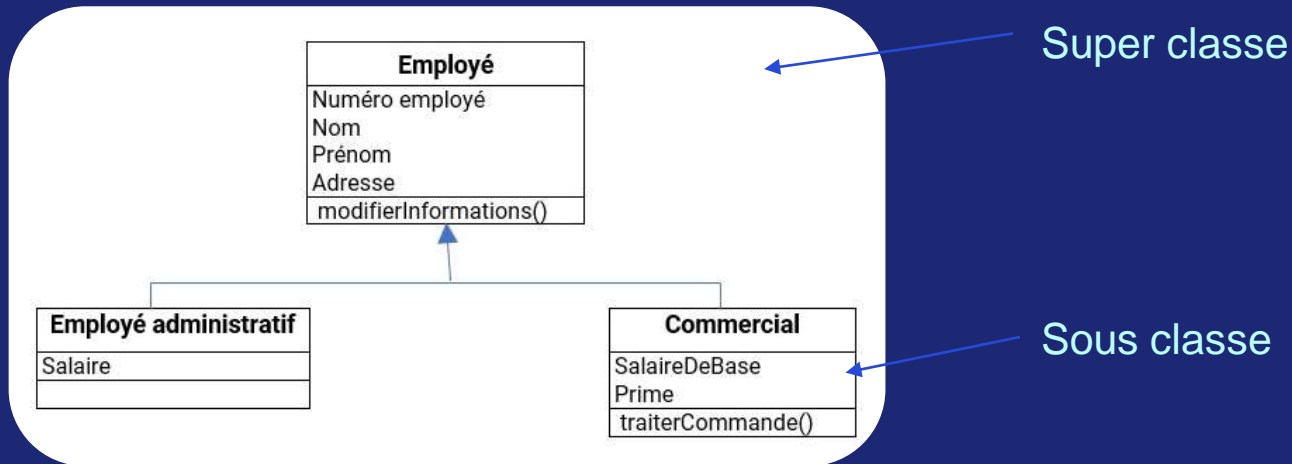 Super classe
Employé
Numéro employé
Nom
Prénom
Adresse
modifierInformations()
Employé administratif
Salaire
Commercial
SalaireDeBase
Prime
traiterCommande()
Sous classe